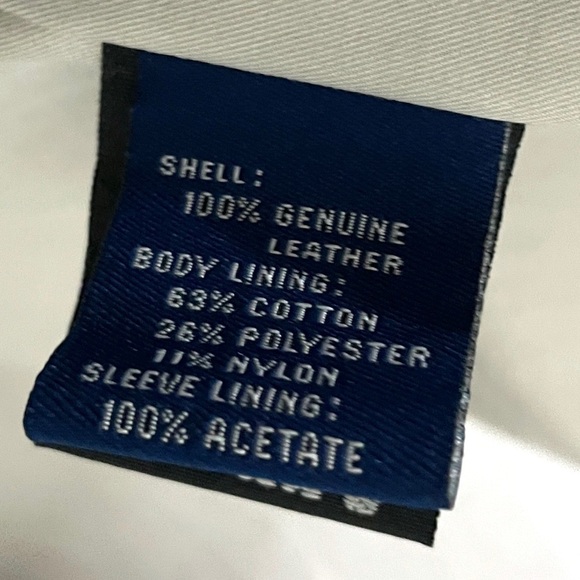 SHELL:
100% GENUINE
LEATHER
BODY LINING:
63% COTTON
26% POLYESTER
11% NYLON
SLEEVE LINING:
100% ACETATE